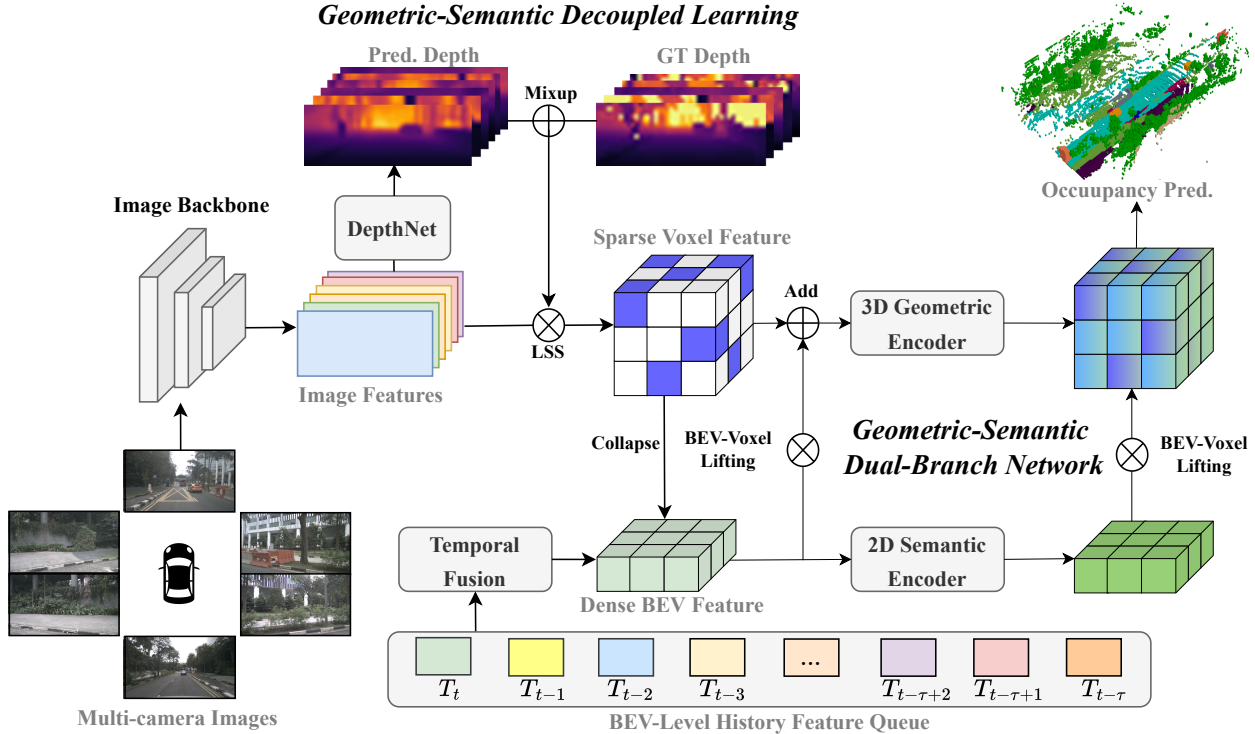 Geometric-Semantic Decoupled Learning
Pred. Depth
GT Depth
Mixup
Image Backbone
DepthNet
Occuupancy Pred.
Sparse Voxel Feature
Add
3D Geometric
Encoder
LSS
Image Features
Collapse
BEV-Voxel
Lifting
Geometric-Semantic
Dual-Branch Network
BEV-Voxel
Lifting
Temporal
Fusion
2D Semantic
Encoder
Dense BEV Feature
...
T_t
T_{t-1}
T_{t-2}
T_{t-3}
T_{t-τ+2}
T_{t-τ+1}
T_{t-τ}
Multi-camera Images
BEV-Level History Feature Queue